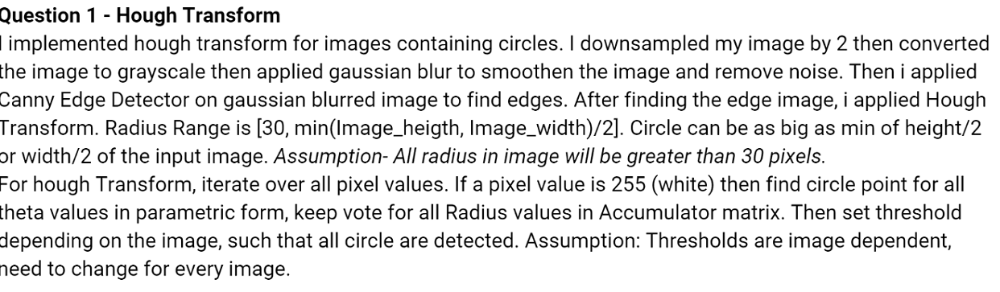 Question 1 - Hough Transform
I implemented hough transform for images containing circles. I downsampled my image by 2 then converted
the image to grayscale then applied gaussian blur to smoothen the image and remove noise. Then i applied
Canny Edge Detector on gaussian blurred image to find edges. After finding the edge image, i applied Hough
Transform. Radius Range is [30, min(Image_heigth, Image_width)/2]. Circle can be as big as min of height/2
or width/2 of the input image. Assumption- All radius in image will be greater than 30 pixels.
For hough Transform, iterate over all pixel values. If a pixel value is 255 (white) then find circle point for all
theta values in parametric form, keep vote for all Radius values in Accumulator matrix. Then set threshold
depending on the image, such that all circle are detected. Assumption: Thresholds are image dependent,
need to change for every image.